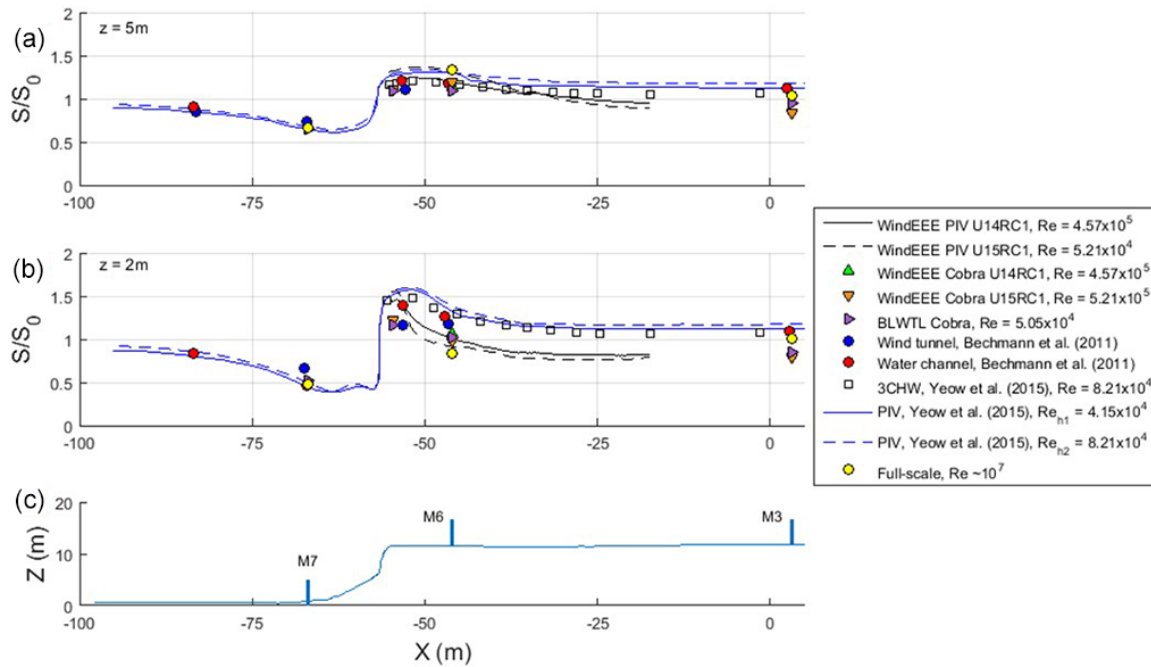 (a)
z = 5m
S/S0
2
1.5
1
0.5
0
-100
-75
-50
-25
0
(b)
z = 2m
S/S0
2
1.5
1
0.5
0
-100
-75
-50
-25
0
WindEEE PIV U14RC1, Re = 4.57x10^5
WindEEE PIV U15RC1, Re = 5.21x10^4
WindEEE Cobra U14RC1, Re = 4.57x10^5
WindEEE Cobra U15RC1, Re = 5.21x10^5
BLWTL Cobra, Re = 5.05x10^4
Wind tunnel, Bechmann et al. (2011)
Water channel, Bechmann et al. (2011)
3CHW, Yeow et al. (2015), Re = 8.21x10^4
PIV, Yeow et al. (2015), Re_h1 = 4.15x10^4
PIV, Yeow et al. (2015), Re_h2 = 8.21x10^4
Full-scale, Re ~10^7
(c)
Z (m)
20
10
0
M7
M6
M3
-100
-75
-50
-25
0
X (m)